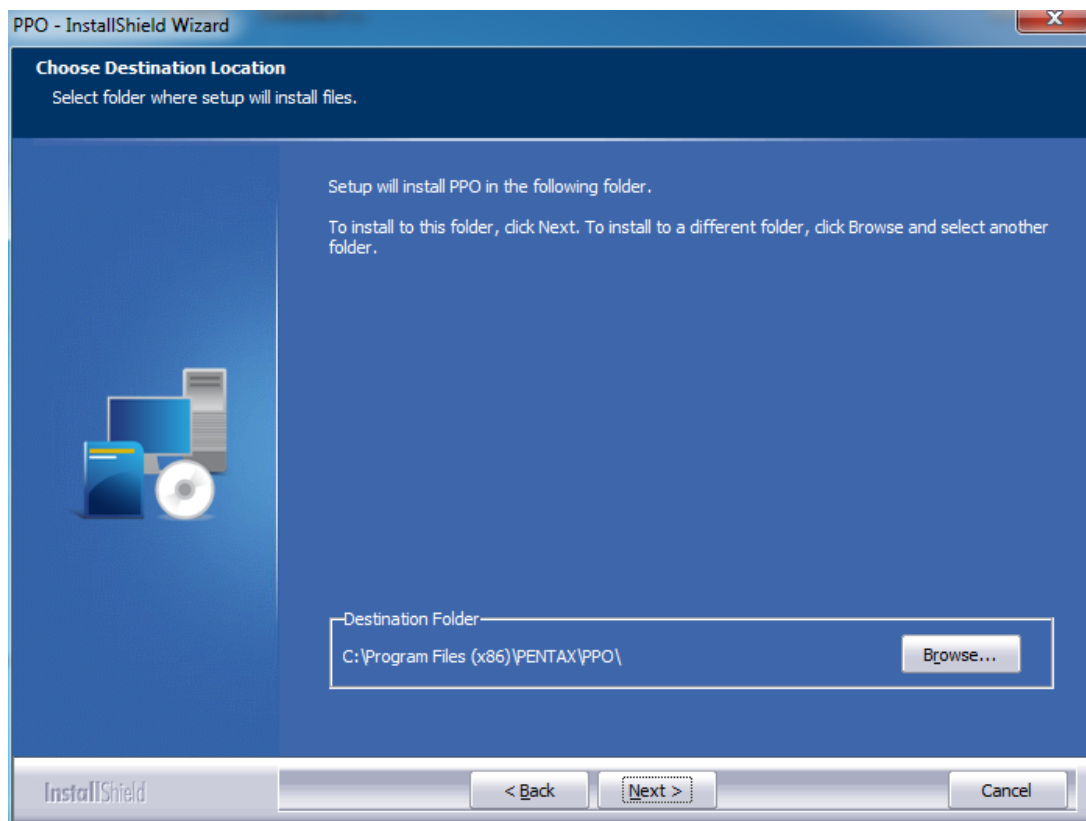 PPO - InstallShield Wizard
Choose Destination Location
Select folder where setup will install files.
Setup will install PPO in the following folder.
To install to this folder, click Next. To install to a different folder, click Browse and select another
folder.
Destination Folder
C:\Program Files (x86)\PENTAX\PPO\
Browse...
InstallShield
< Back
Next >
Cancel